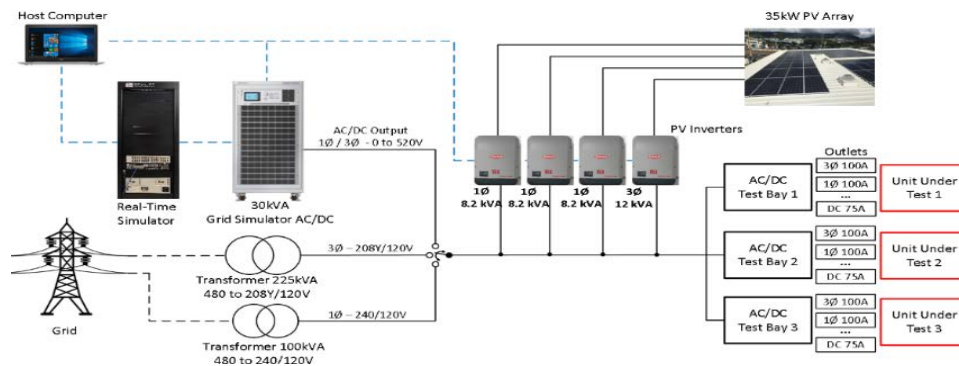 Host Computer
35kW PV Array
AC/DC Output
1Ø / 3Ø - 0 to 520V
PV Inverters
1Ø
8.2 kVA
1Ø
8.2 kVA
1Ø
8.2 kVA
3Ø
12 kVA
Real-Time
Simulator
30kVA
Grid Simulator AC/DC
Outlets
AC/DC
Test Bay 1
3Ø 100A
1Ø 100A
...
DC 75A
Unit Under
Test 1
3Ø – 208Y/120V
Transformer 225kVA
480 to 208Y/120V
AC/DC
Test Bay 2
3Ø 100A
1Ø 100A
...
DC 75A
Unit Under
Test 2
Grid
1Ø – 240/120V
Transformer 100kVA
480 to 240/120V
AC/DC
Test Bay 3
3Ø 100A
1Ø 100A
...
DC 75A
Unit Under
Test 3